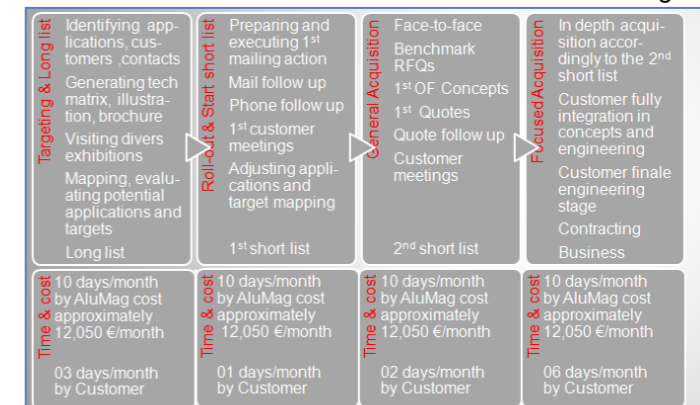 Targeting & Long list
Identifying app-
lications, cus-
tomers ,contacts
Generating tech
matrix, illustra-
tion, brochure
Visiting divers
exhibitions
Mapping, evalu-
ating potential
applications and
targets
Long list
Roll-out & Start short list
Preparing and
executing 1st
mailing action
Mail follow up
Phone follow up
1st customer
meetings
Adjusting appli-
cations and
target mapping
1st short list
General Acquisition
Face-to-face
Benchmark
RFQs
1st OF Concepts
1st Quotes
Quote follow up
Customer
meetings
2nd short list
Focused Acquisition
In depth acqui-
sition accor-
dingly to the 2nd
short list
Customer fully
integration in
concepts and
engineering
Customer finale
engineering
stage
Contracting
Business
Time & cost
10 days/month
by AluMag cost
approximately
12,050 €/month
03 days/month
by Customer
Time & cost
10 days/month
by AluMag cost
approximately
12,050 €/month
01 days/month
by Customer
Time & cost
10 days/month
by AluMag cost
approximately
12,050 €/month
02 days/month
by Customer
Time & cost
10 days/month
by AluMag cost
approximately
12,050 €/month
06 days/month
by Customer